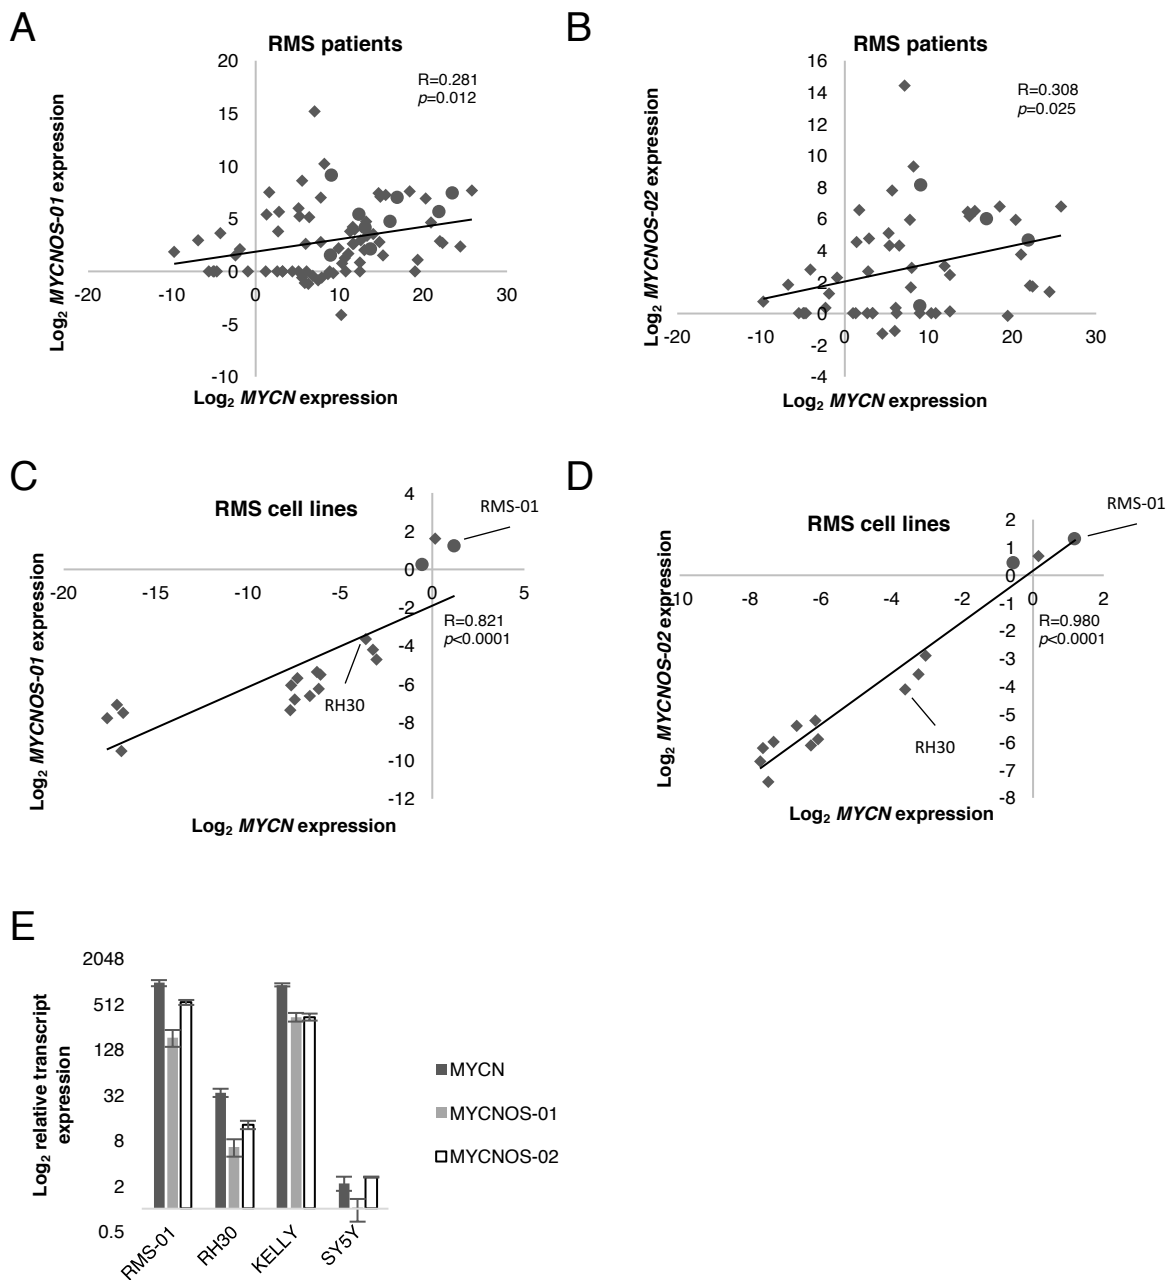 A
RMS patients
R=0.281
p=0.012
Log2 MYCNOS-01 expression
20
15
10
5
0
-5
-10
-20 -10 0 10 20 30
Log2 MYCN expression
B
RMS patients
R=0.308
p=0.025
Log2 MYCNOS-02 expression
16
14
12
10
8
6
4
2
0
-2
-4
-20 -10 0 10 20 30
Log2 MYCN expression
C
RMS cell lines
RMS-01
Log2 MYCNOS-01 expression
4
2
0
-2
-4
-6
-8
-10
-12
-20 -15 -10 -5 0 5
R=0.821
p<0.0001
RH30
Log2 MYCN expression
D
RMS cell lines
RMS-01
Log2 MYCNOS-02 expression
2
1
0
-1
-2
-3
-4
-5
-6
-7
-8
-10 -8 -6 -4 -2 0 2
R=0.980
p<0.0001
RH30
Log2 MYCN expression
E
Log2 relative transcript
expression
2048
512
128
32
8
2
0.5
RMS-01 RH30 KELLY SY5Y
MYCN
MYCNOS-01
MYCNOS-02